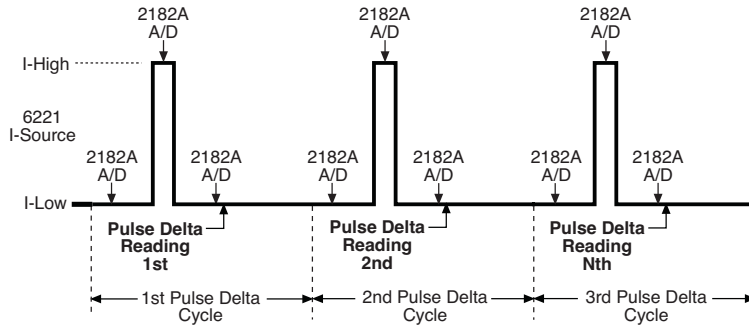 2182A
A/D
2182A
A/D
2182A
A/D
I-High
6221
I-Source
2182A
A/D
2182A
A/D
2182A
A/D
2182A
A/D
2182A
A/D
2182A
A/D
I-Low
Pulse Delta
Reading
1st
Pulse Delta
Reading
2nd
Pulse Delta
Reading
Nth
1st Pulse Delta
Cycle
2nd Pulse Delta
Cycle
3rd Pulse Delta
Cycle